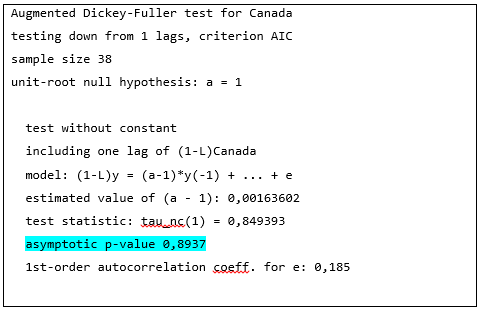 Augmented Dickey-Fuller test for Canada
testing down from 1 lags, criterion AIC
sample size 38
unit-root null hypothesis: a = 1
test without constant
including one lag of (1-L)Canada
model: (1-L)y = (a-1)*y(-1) + ... + e
estimated value of (a - 1): 0,00163602
test statistic: tau_nc(1) = 0,849393
asymptotic p-value 0,8937
1st-order autocorrelation coeff. for e: 0,185